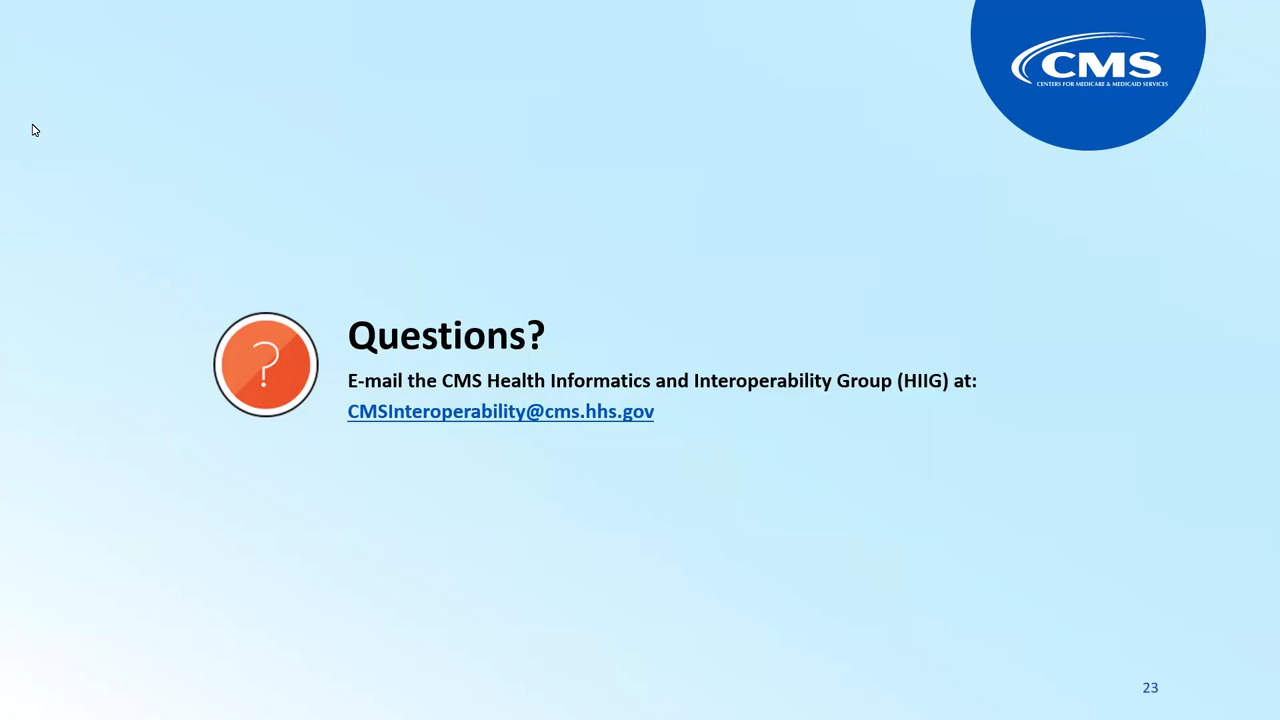 CMS
CENTERS FOR MEDICARE & MEDICAID SERVICES
?
Questions?
E-mail the CMS Health Informatics and Interoperability Group (HIIG) at:
CMSInteroperability@cms.hhs.gov
23